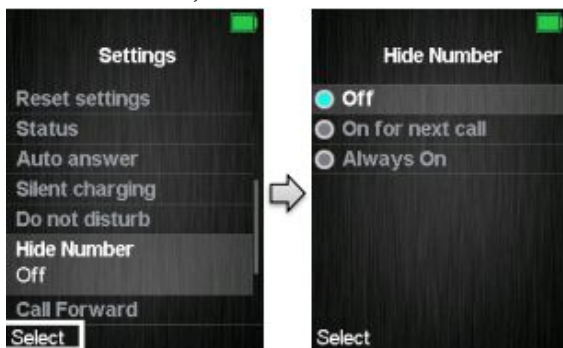 Settings
Reset settings
Status
Auto answer
Silent charging
Do not disturb
Hide Number
Off
Call Forward
Select
Hide Number
Off
On for next call
Always On
Select